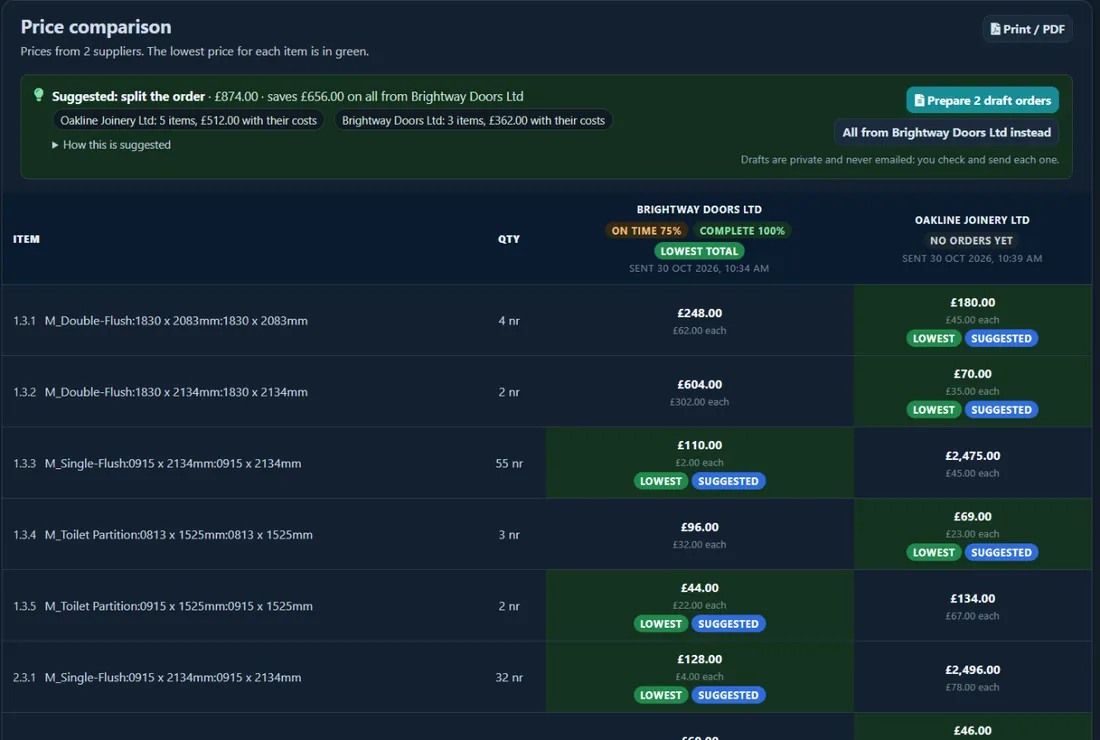 Price comparison
Print / PDF
Prices from 2 suppliers. The lowest price for each item is in green.
Suggested: split the order · £874.00 · saves £656.00 on all from Brightway Doors Ltd
Prepare 2 draft orders
Oakline Joinery Ltd: 5 items, £512.00 with their costs
Brightway Doors Ltd: 3 items, £362.00 with their costs
All from Brightway Doors Ltd instead
How this is suggested
Drafts are private and never emailed: you check and send each one.
ITEM
QTY
BRIGHTWAY DOORS LTD
ON TIME 75% COMPLETE 100%
LOWEST TOTAL
SENT 30 OCT 2026, 10:34 AM
OAKLINE JOINERY LTD
NO ORDERS YET
SENT 30 OCT 2026, 10:39 AM
1.3.1 M_Double-Flush:1830 x 2083mm:1830 x 2083mm
4 nr
£248.00
£62.00 each
£180.00
£45.00 each
LOWEST SUGGESTED
1.3.2 M_Double-Flush:1830 x 2134mm:1830 x 2134mm
2 nr
£604.00
£302.00 each
£70.00
£35.00 each
LOWEST SUGGESTED
1.3.3 M_Single-Flush:0915 x 2134mm:0915 x 2134mm
55 nr
£110.00
£2.00 each
LOWEST SUGGESTED
£2,475.00
£45.00 each
1.3.4 M_Toilet Partition:0813 x 1525mm:0813 x 1525mm
3 nr
£96.00
£32.00 each
£69.00
£23.00 each
LOWEST SUGGESTED
1.3.5 M_Toilet Partition:0915 x 1525mm:0915 x 1525mm
2 nr
£44.00
£22.00 each
LOWEST SUGGESTED
£134.00
£67.00 each
2.3.1 M_Single-Flush:0915 x 2134mm:0915 x 2134mm
32 nr
£128.00
£4.00 each
LOWEST SUGGESTED
£2,496.00
£78.00 each
£46.00